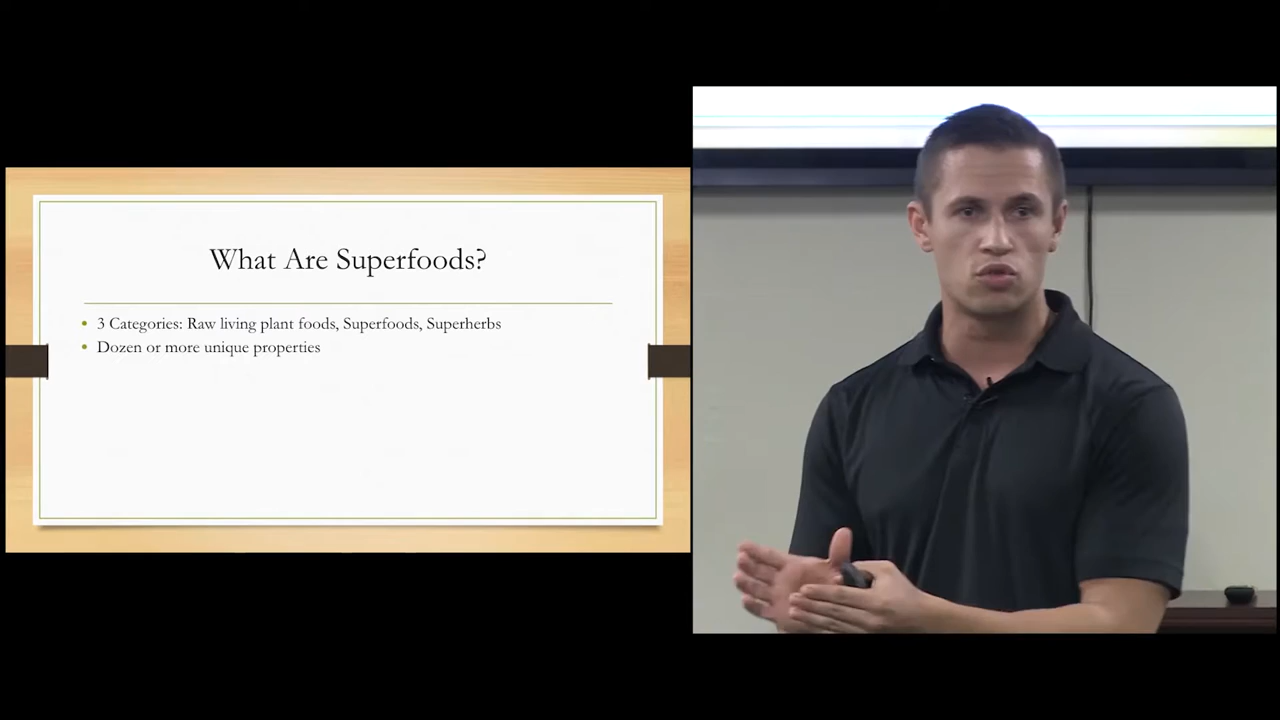 What Are Superfoods?
3 Categories: Raw living plant foods, Superfoods, Superherbs
Dozen or more unique properties